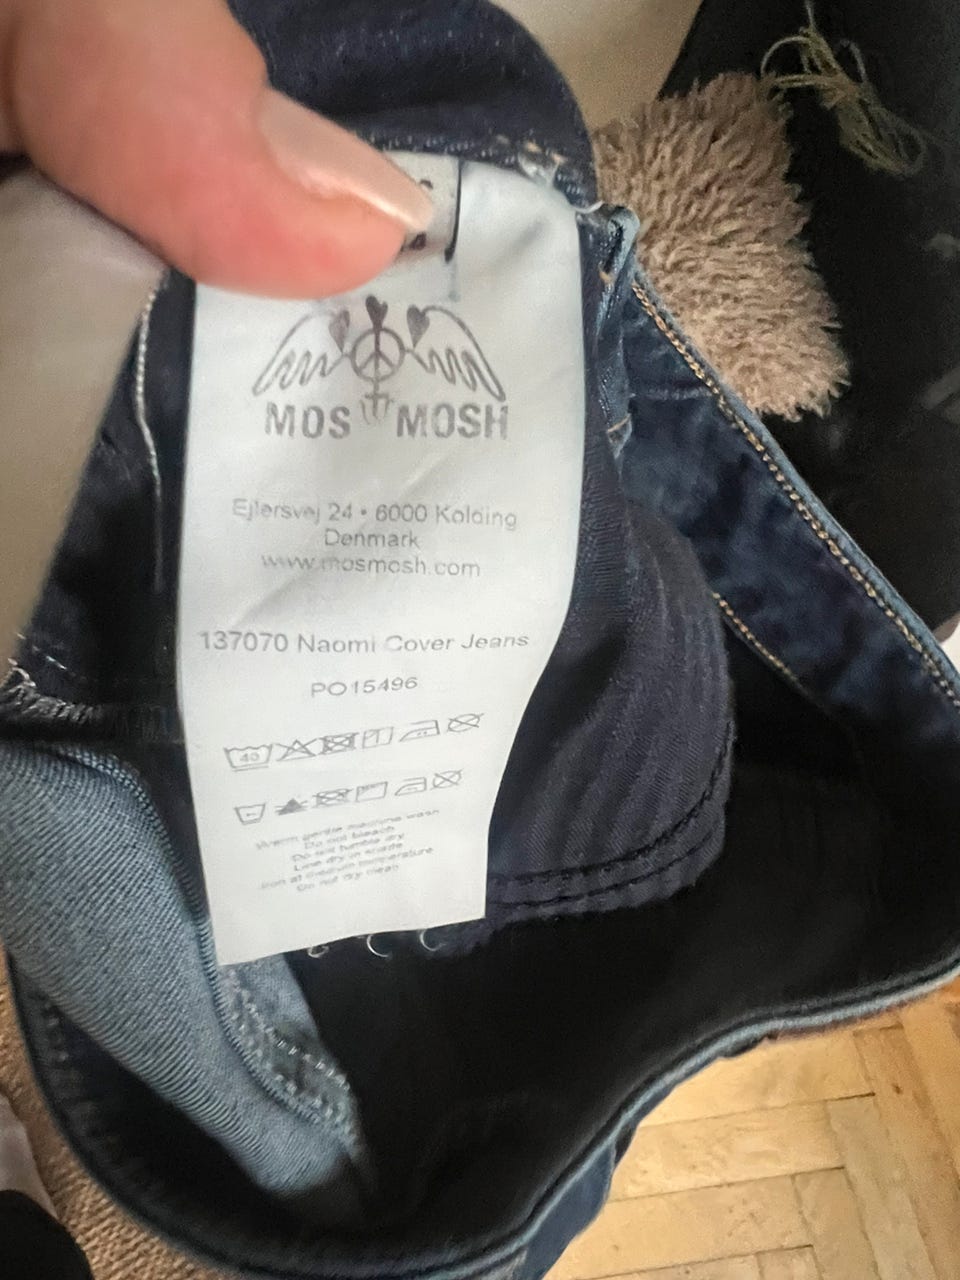 MOS MOSH
Ejlersvej 24 • 6000 Kolding
Denmark
www.mosmosh.com
137070 Naomi Cover Jeans
PO15496
40
Warm gentle machine wash
Do not bleach
Do not tumble dry
Line dry in shade
Iron at medium temperature
Do not dry clean